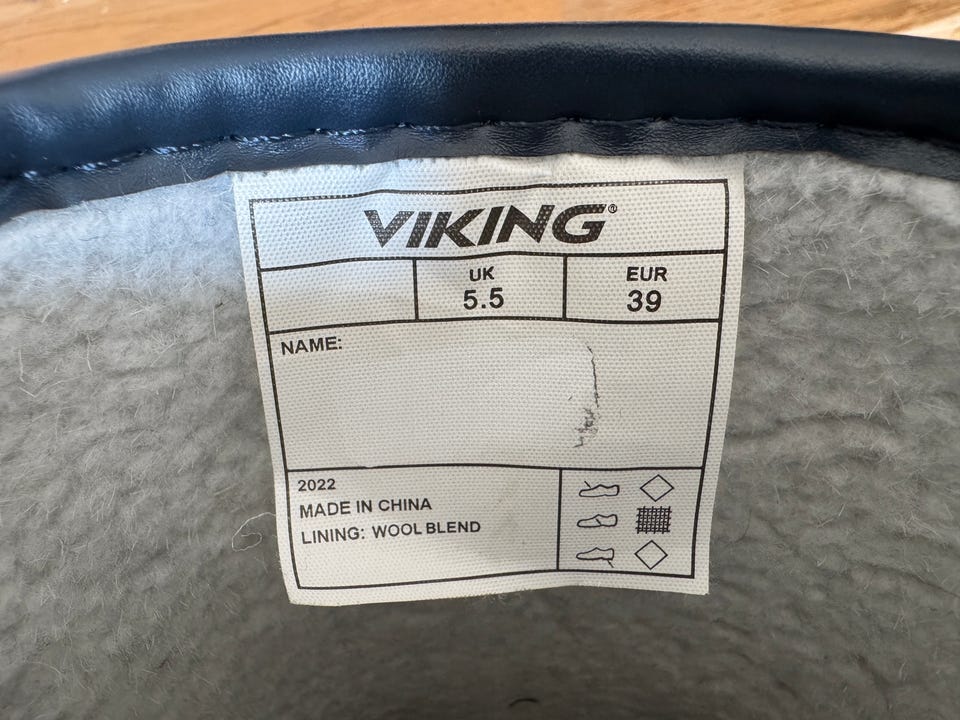 VIKING®
UK EUR
5.5 39
NAME:
2022
MADE IN CHINA
LINING: WOOL BLEND